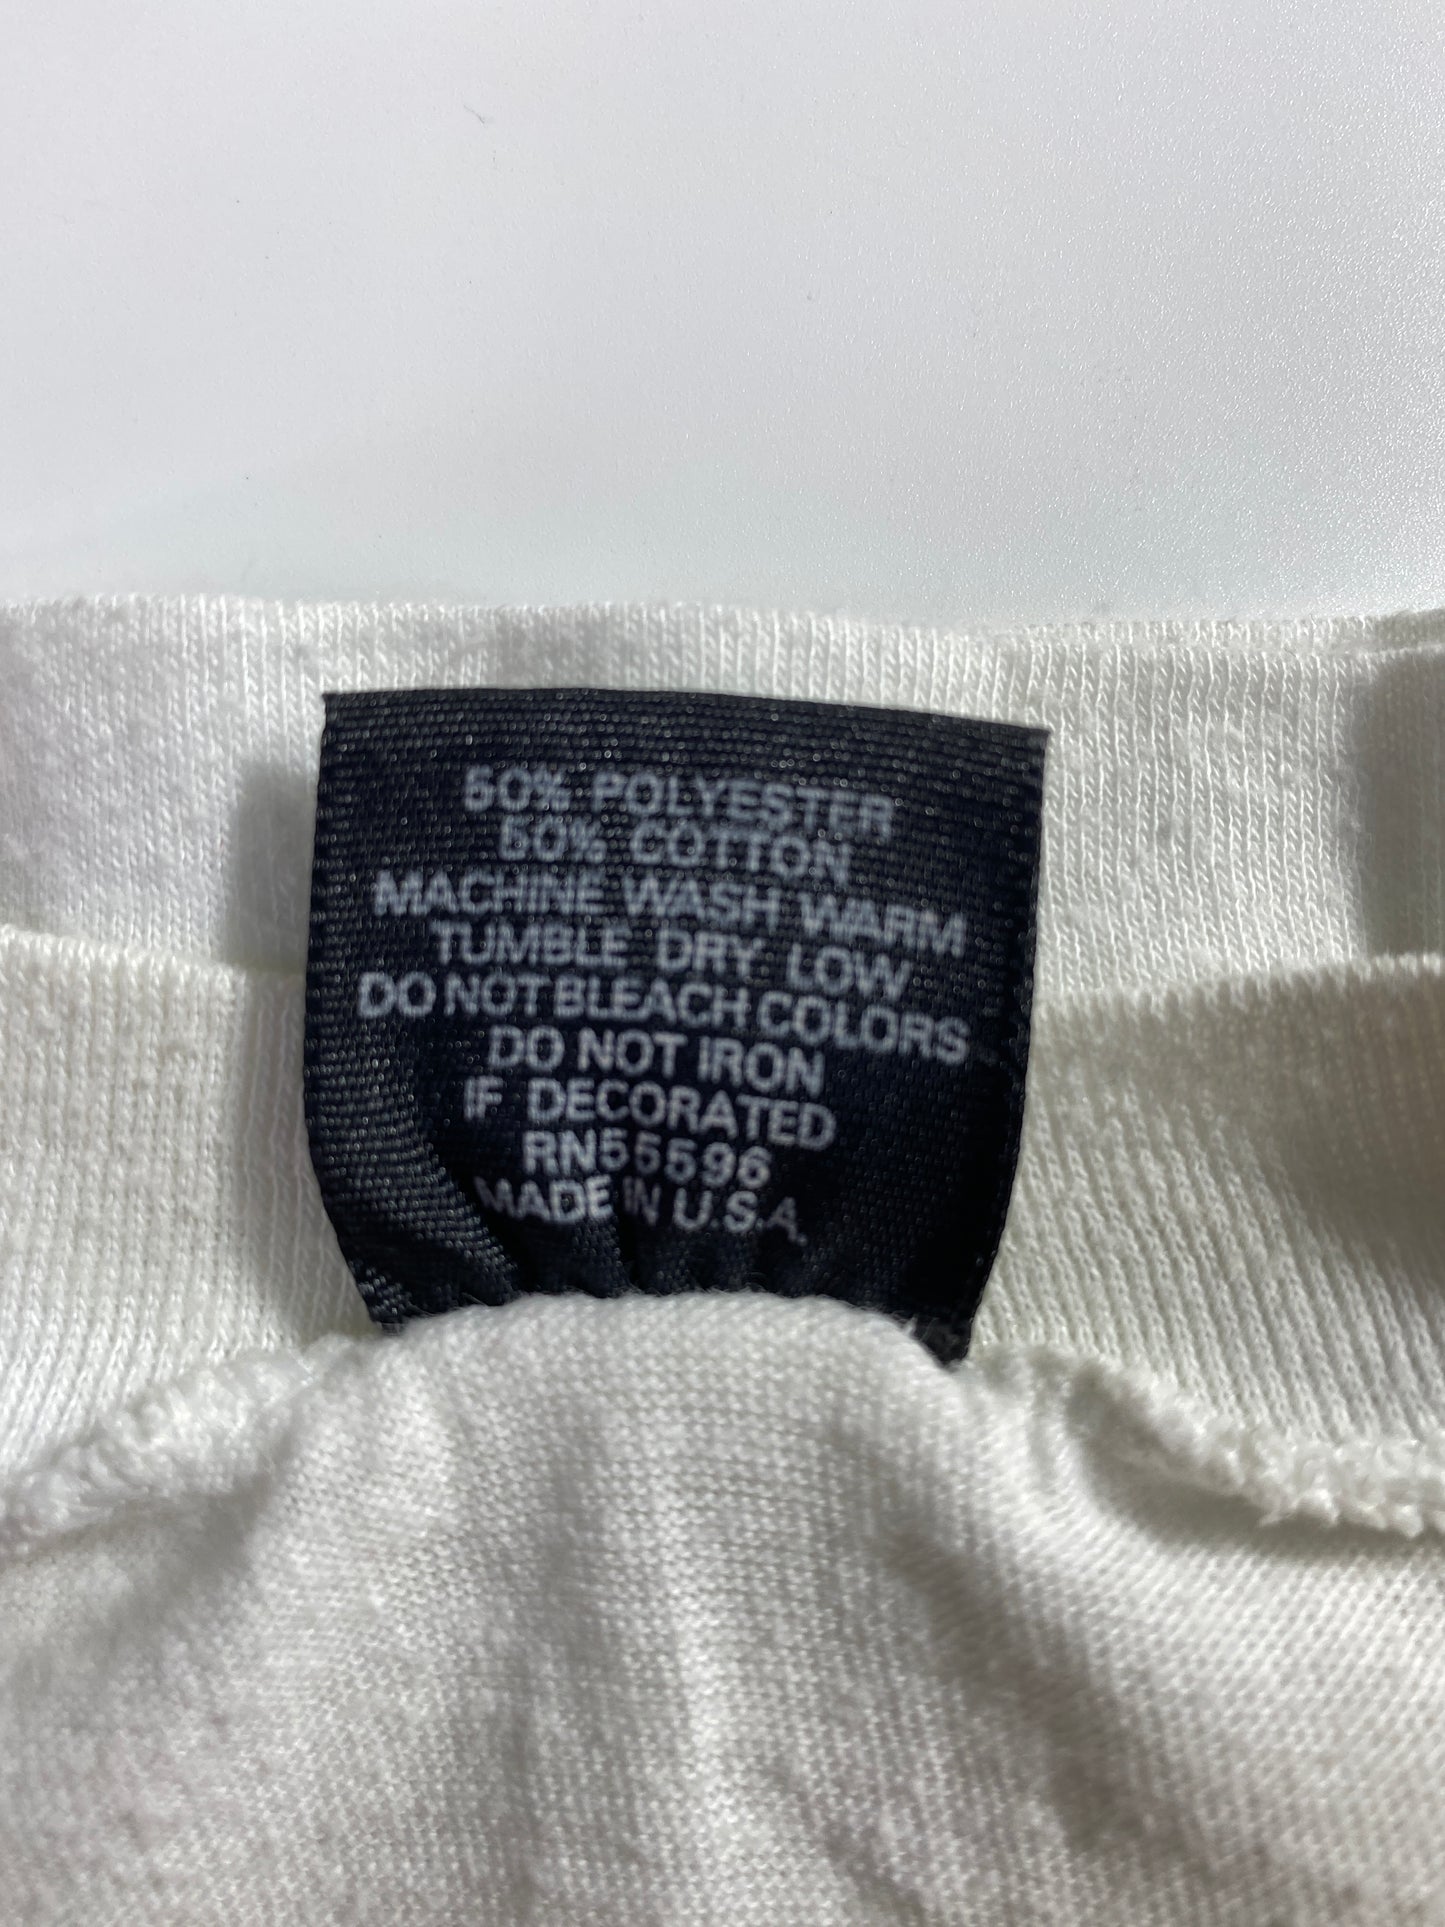 50% POLYESTER
50% COTTON
MACHINE WASH WARM
TUMBLE DRY LOW
DO NOT BLEACH COLORS
DO NOT IRON
IF DECORATED
RN55596
MADE IN U.S.A.